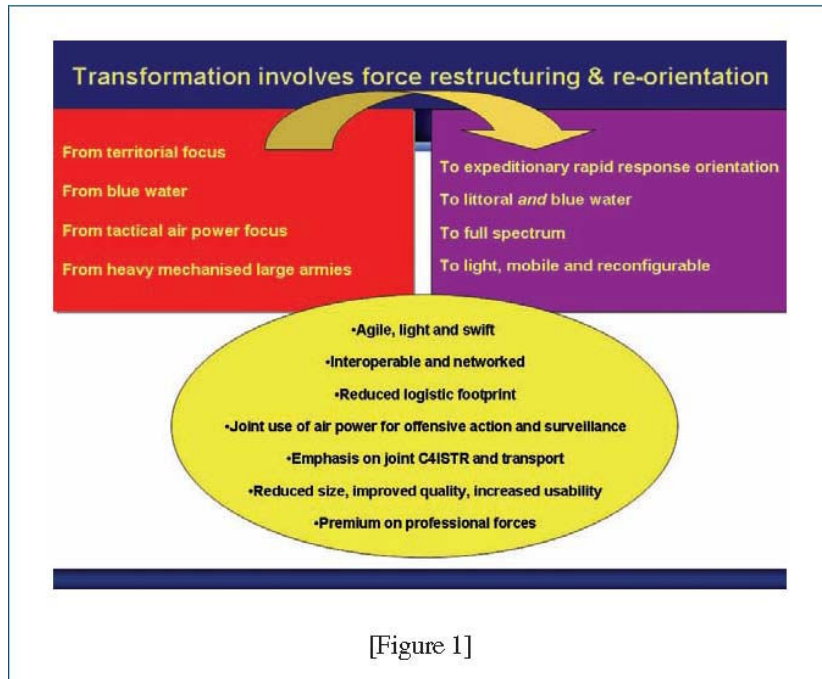 Transformation involves force restructuring & re-orientation
From territorial focus
From blue water
From tactical air power focus
From heavy mechanised large armies
To expeditionary rapid response orientation
To littoral and blue water
To full spectrum
To light, mobile and reconfigurable
•Agile, light and swift
•Interoperable and networked
•Reduced logistic footprint
•Joint use of air power for offensive action and surveillance
•Emphasis on joint C4ISTR and transport
•Reduced size, improved quality, increased usability
•Premium on professional forces
[Figure 1]